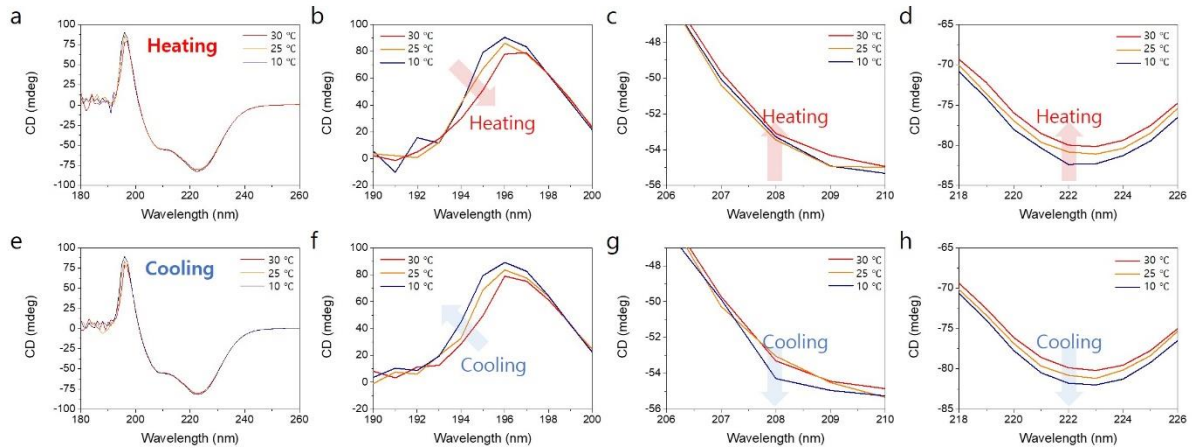 a
100
75
50
25
0
-25
-50
-75
-100
CD (mdeg)
Heating
30 °C
25 °C
10 °C
180 200 220 240 260
Wavelength (nm)
b
100
80
60
40
20
0
-20
CD (mdeg)
30 °C
25 °C
10 °C
Heating
190 192 194 196 198 200
Wavelength (nm)
c
-48
-50
-52
-54
-56
CD (mdeg)
30 °C
25 °C
10 °C
Heating
206 207 208 209 210
Wavelength (nm)
d
-65
-70
-75
-80
-85
CD (mdeg)
30 °C
25 °C
10 °C
Heating
218 220 222 224 226
Wavelength (nm)
e
100
75
50
25
0
-25
-50
-75
-100
CD (mdeg)
Cooling
30 °C
25 °C
10 °C
180 200 220 240 260
Wavelength (nm)
f
100
80
60
40
20
0
-20
CD (mdeg)
30 °C
25 °C
10 °C
Cooling
190 192 194 196 198 200
Wavelength (nm)
g
-48
-50
-52
-54
-56
CD (mdeg)
30 °C
25 °C
10 °C
Cooling
206 207 208 209 210
Wavelength (nm)
h
-65
-70
-75
-80
-85
CD (mdeg)
30 °C
25 °C
10 °C
Cooling
218 220 222 224 226
Wavelength (nm)